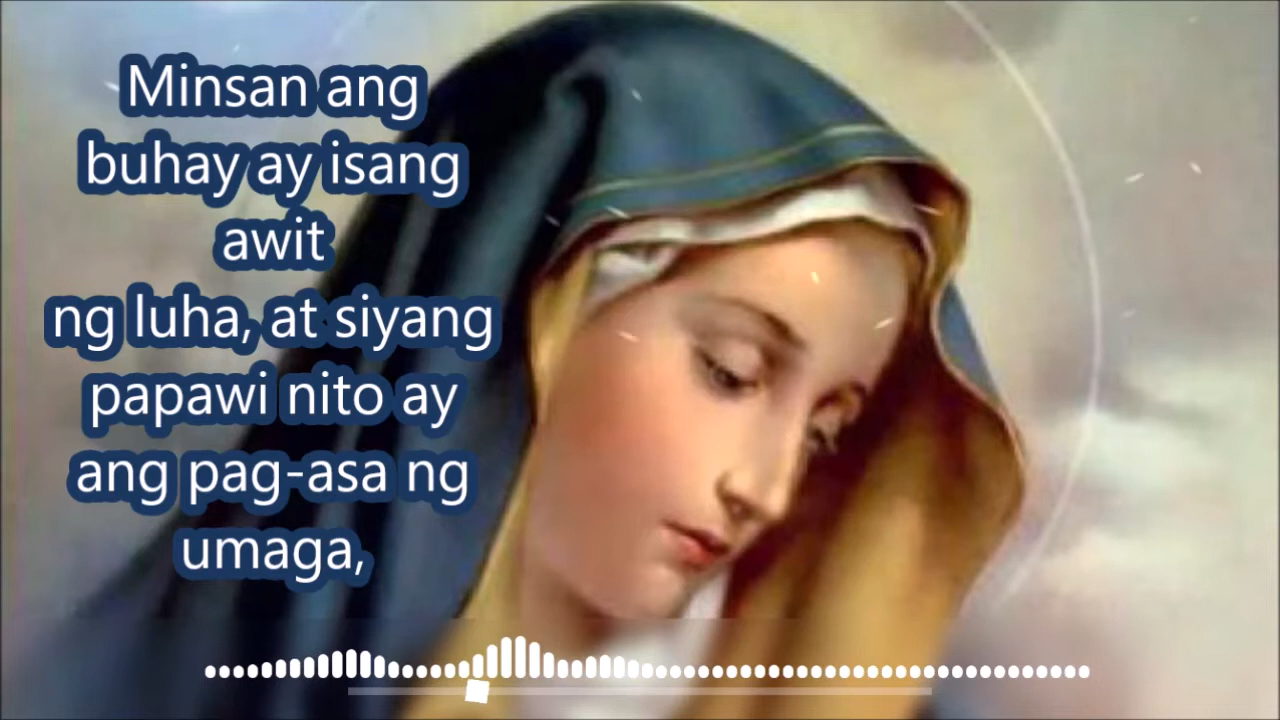 Minsan ang
buhay ay isang
awit
ng luha, at siyang
papawi nito ay
ang pag-asa ng
umaga,